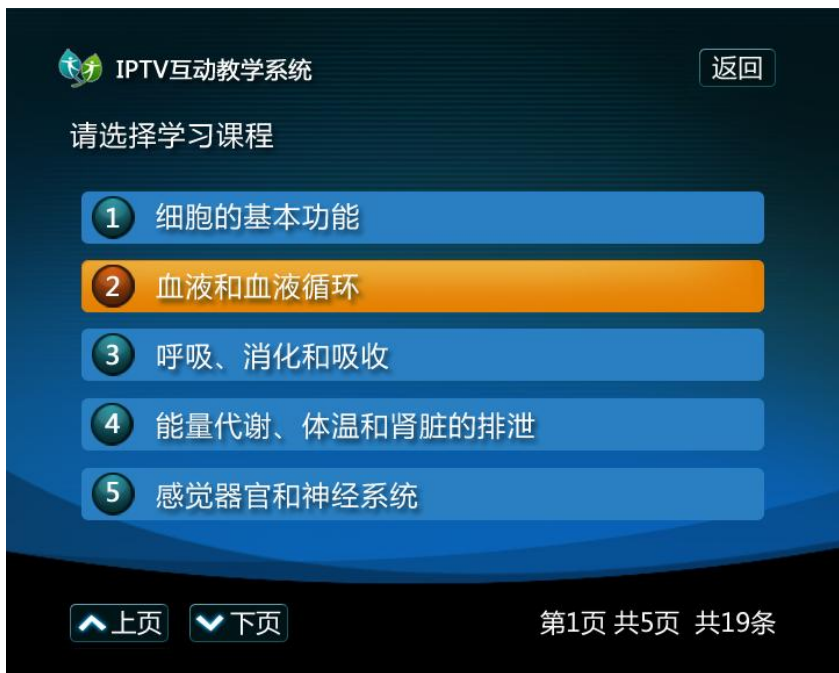 IPTV互动教学系统 返回
请选择学习课程
1 细胞的基本功能
2 血液和血液循环
3 呼吸、消化和吸收
4 能量代谢、体温和肾脏的排泄
5 感觉器官和神经系统
上页 下页 第1页 共5页 共19条